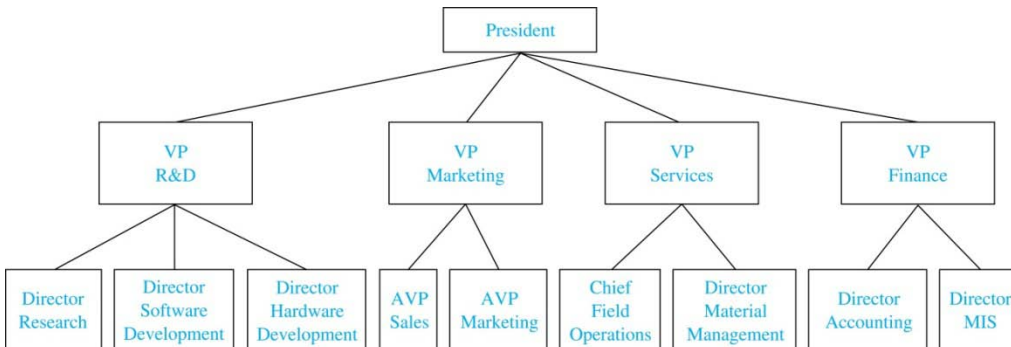 President
VP
R&D
VP
Marketing
VP
Services
VP
Finance
Director
Research
Director
Software
Development
Director
Hardware
Development
AVP
Sales
AVP
Marketing
Chief
Field
Operations
Director
Material
Management
Director
Accounting
Director
MIS